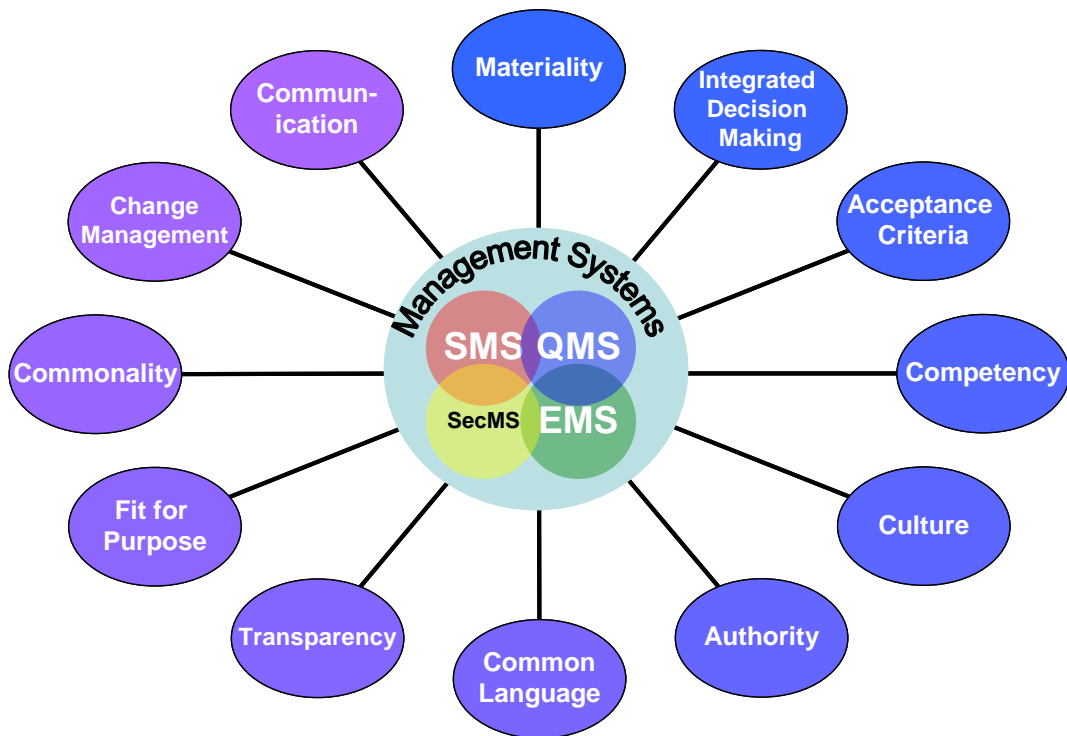 Materiality
Integrated
Decision
Making
Acceptance
Criteria
Competency
Culture
Authority
Common
Language
Transparency
Fit for
Purpose
Commonality
Change
Management
Commun-
ication
Management Systems
SMS
QMS
SecMS
EMS